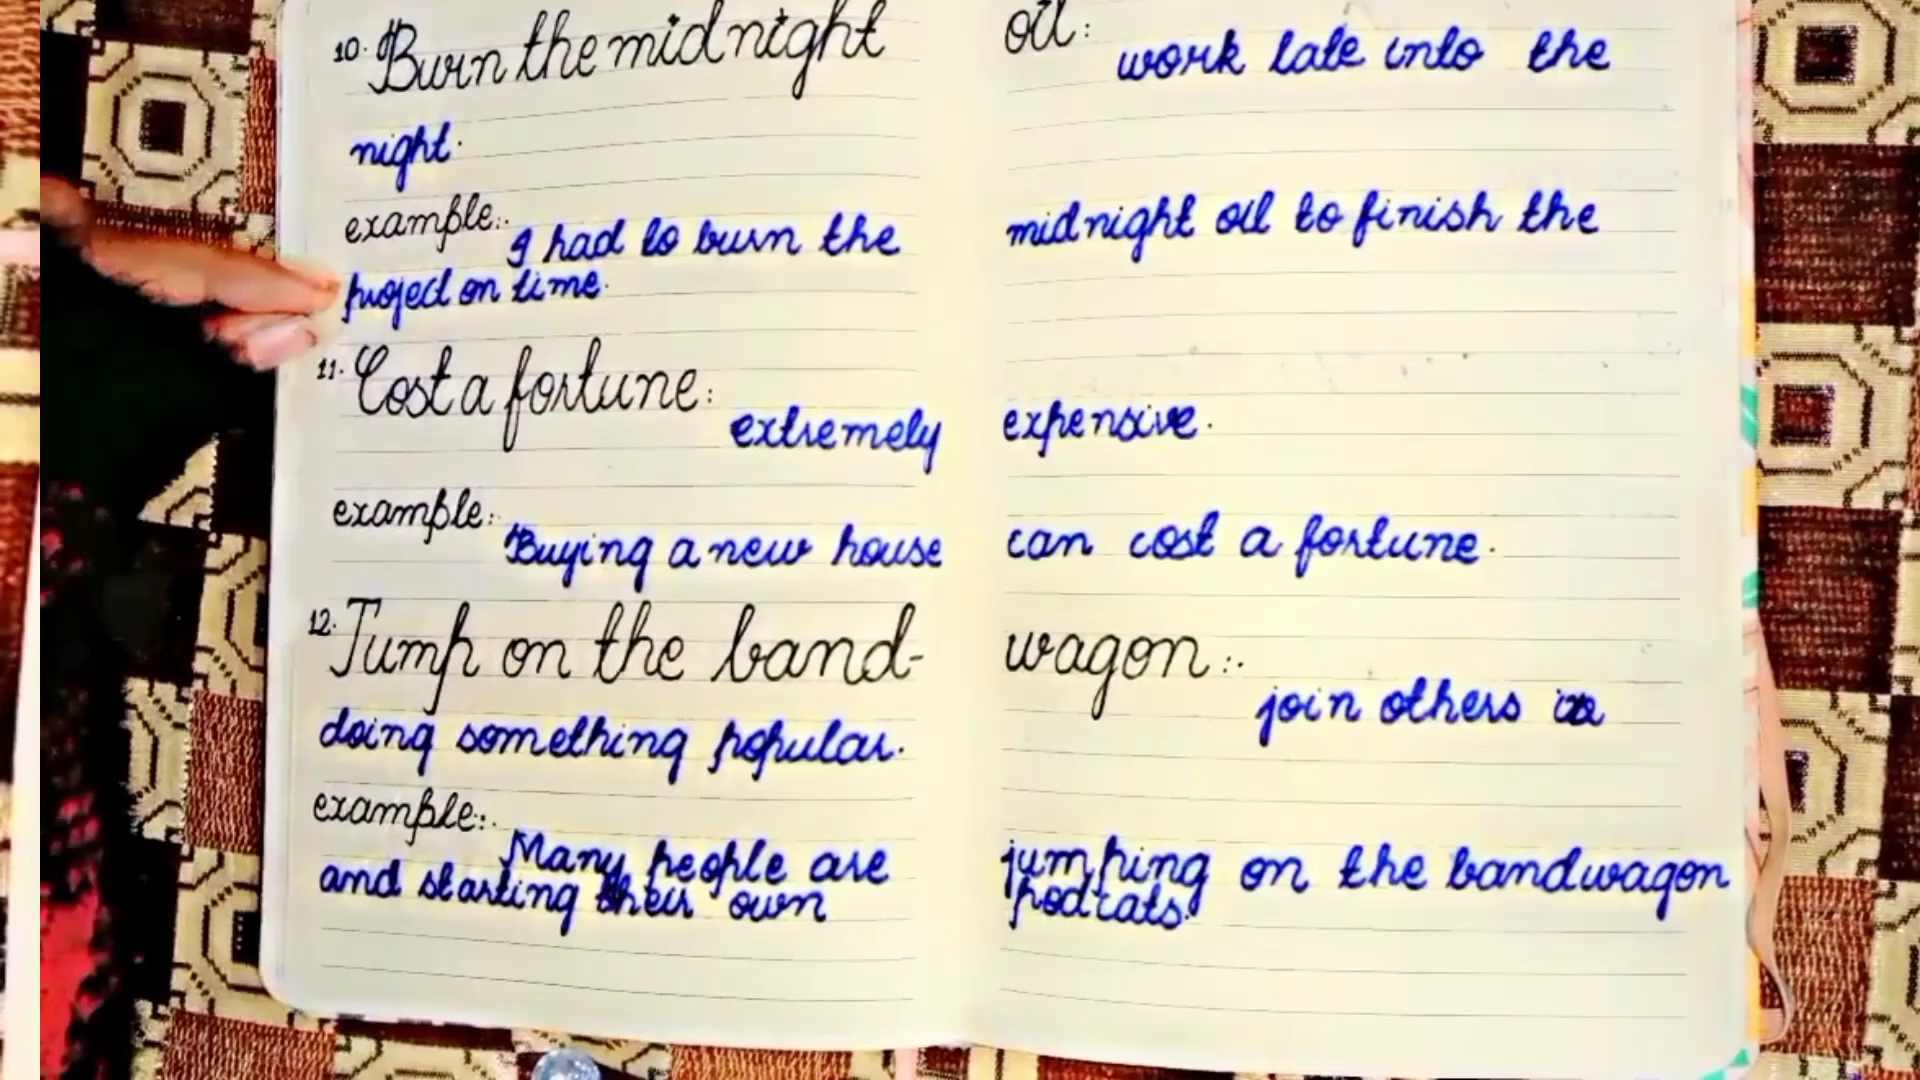 10. Burn the midnight oil: work late into the
night.
example:. I had to burn the midnight oil to finish the
project on time.
11. Cost a fortune: extremely expensive.
example: Buying a new house can cost a fortune.
12. Jump on the band-wagon:. join others in
doing something popular.
example:. Many people are jumping on the bandwagon
and starting their own podcats.